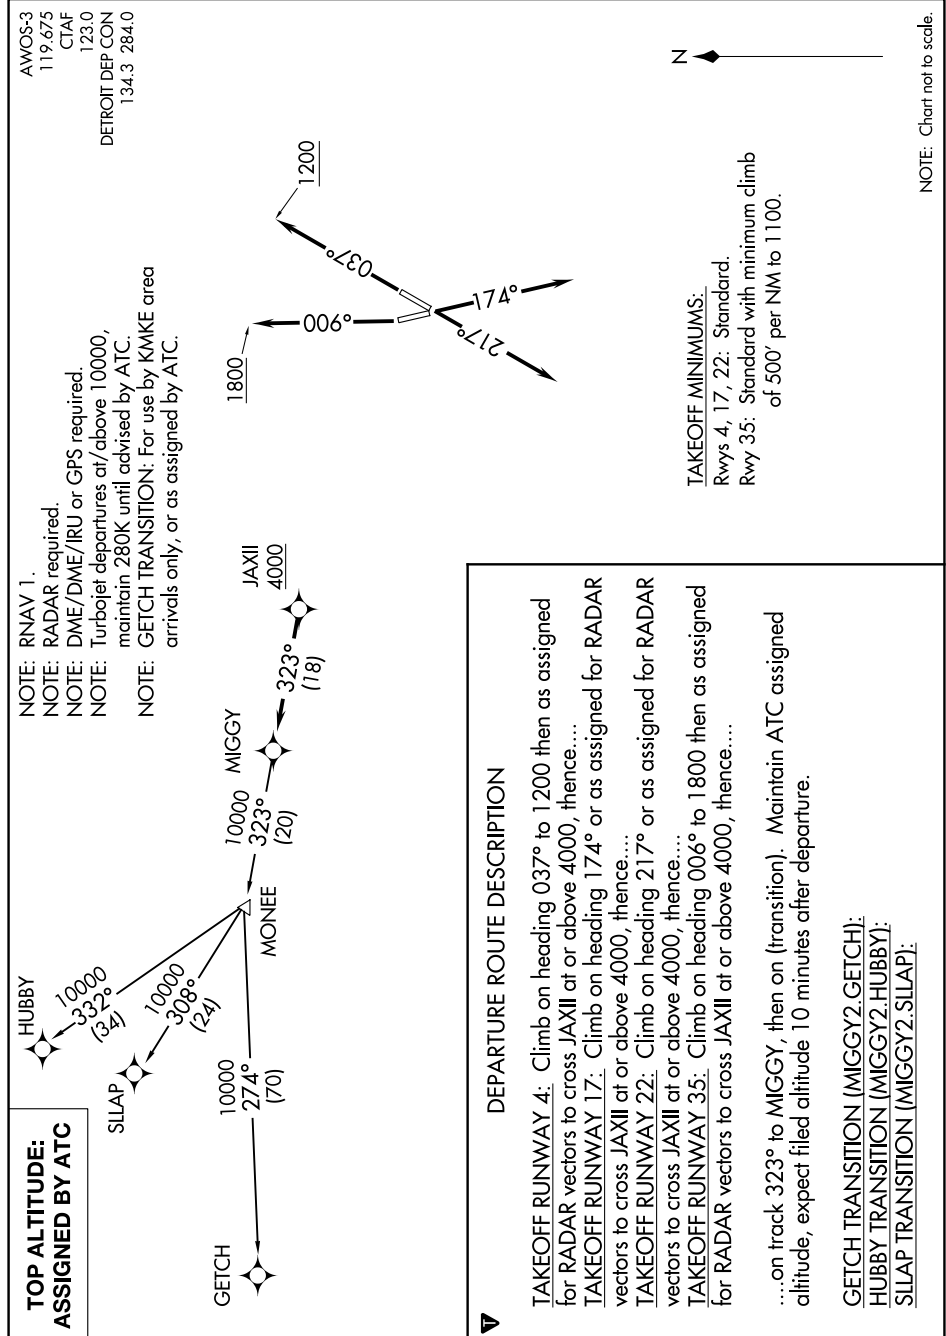 TOP ALTITUDE:
ASSIGNED BY ATC
NOTE: RNAV 1.
NOTE: RADAR required.
NOTE: DME/DME/IRU or GPS required.
NOTE: Turbojet departures at/above 10000,
maintain 280K until advised by ATC.
NOTE: GETCH TRANSITION: For use by KMKE area
arrivals only, or as assigned by ATC.
AWOS-3
119.675
CTAF
123.0
DETROIT DEP CON
134.3 284.0
HUBBY
10000
332°
(34)
SLLAP
10000
308°
(24)
GETCH
10000
274°
(70)
MONEE
10000
323°
(20)
MIGGY
323°
(18)
JAXII
4000
1800
006°
1200
037°
217°
174°
N
TAKEOFF MINIMUMS:
Rwys 4, 17, 22: Standard.
Rwy 35: Standard with minimum climb
of 500' per NM to 1100.
NOTE: Chart not to scale.
T
DEPARTURE ROUTE DESCRIPTION
TAKEOFF RUNWAY 4: Climb on heading 037° to 1200 then as assigned
for RADAR vectors to cross JAXII at or above 4000, thence....
TAKEOFF RUNWAY 17: Climb on heading 174° or as assigned for RADAR
vectors to cross JAXII at or above 4000, thence....
TAKEOFF RUNWAY 22: Climb on heading 217° or as assigned for RADAR
vectors to cross JAXII at or above 4000, thence....
TAKEOFF RUNWAY 35: Climb on heading 006° to 1800 then as assigned
for RADAR vectors to cross JAXII at or above 4000, thence....
....on track 323° to MIGGY, then on (transition). Maintain ATC assigned
altitude, expect filed altitude 10 minutes after departure.
GETCH TRANSITION (MIGGY2.GETCH):
HUBBY TRANSITION (MIGGY2.HUBBY):
SLLAP TRANSITION (MIGGY2.SLLAP):